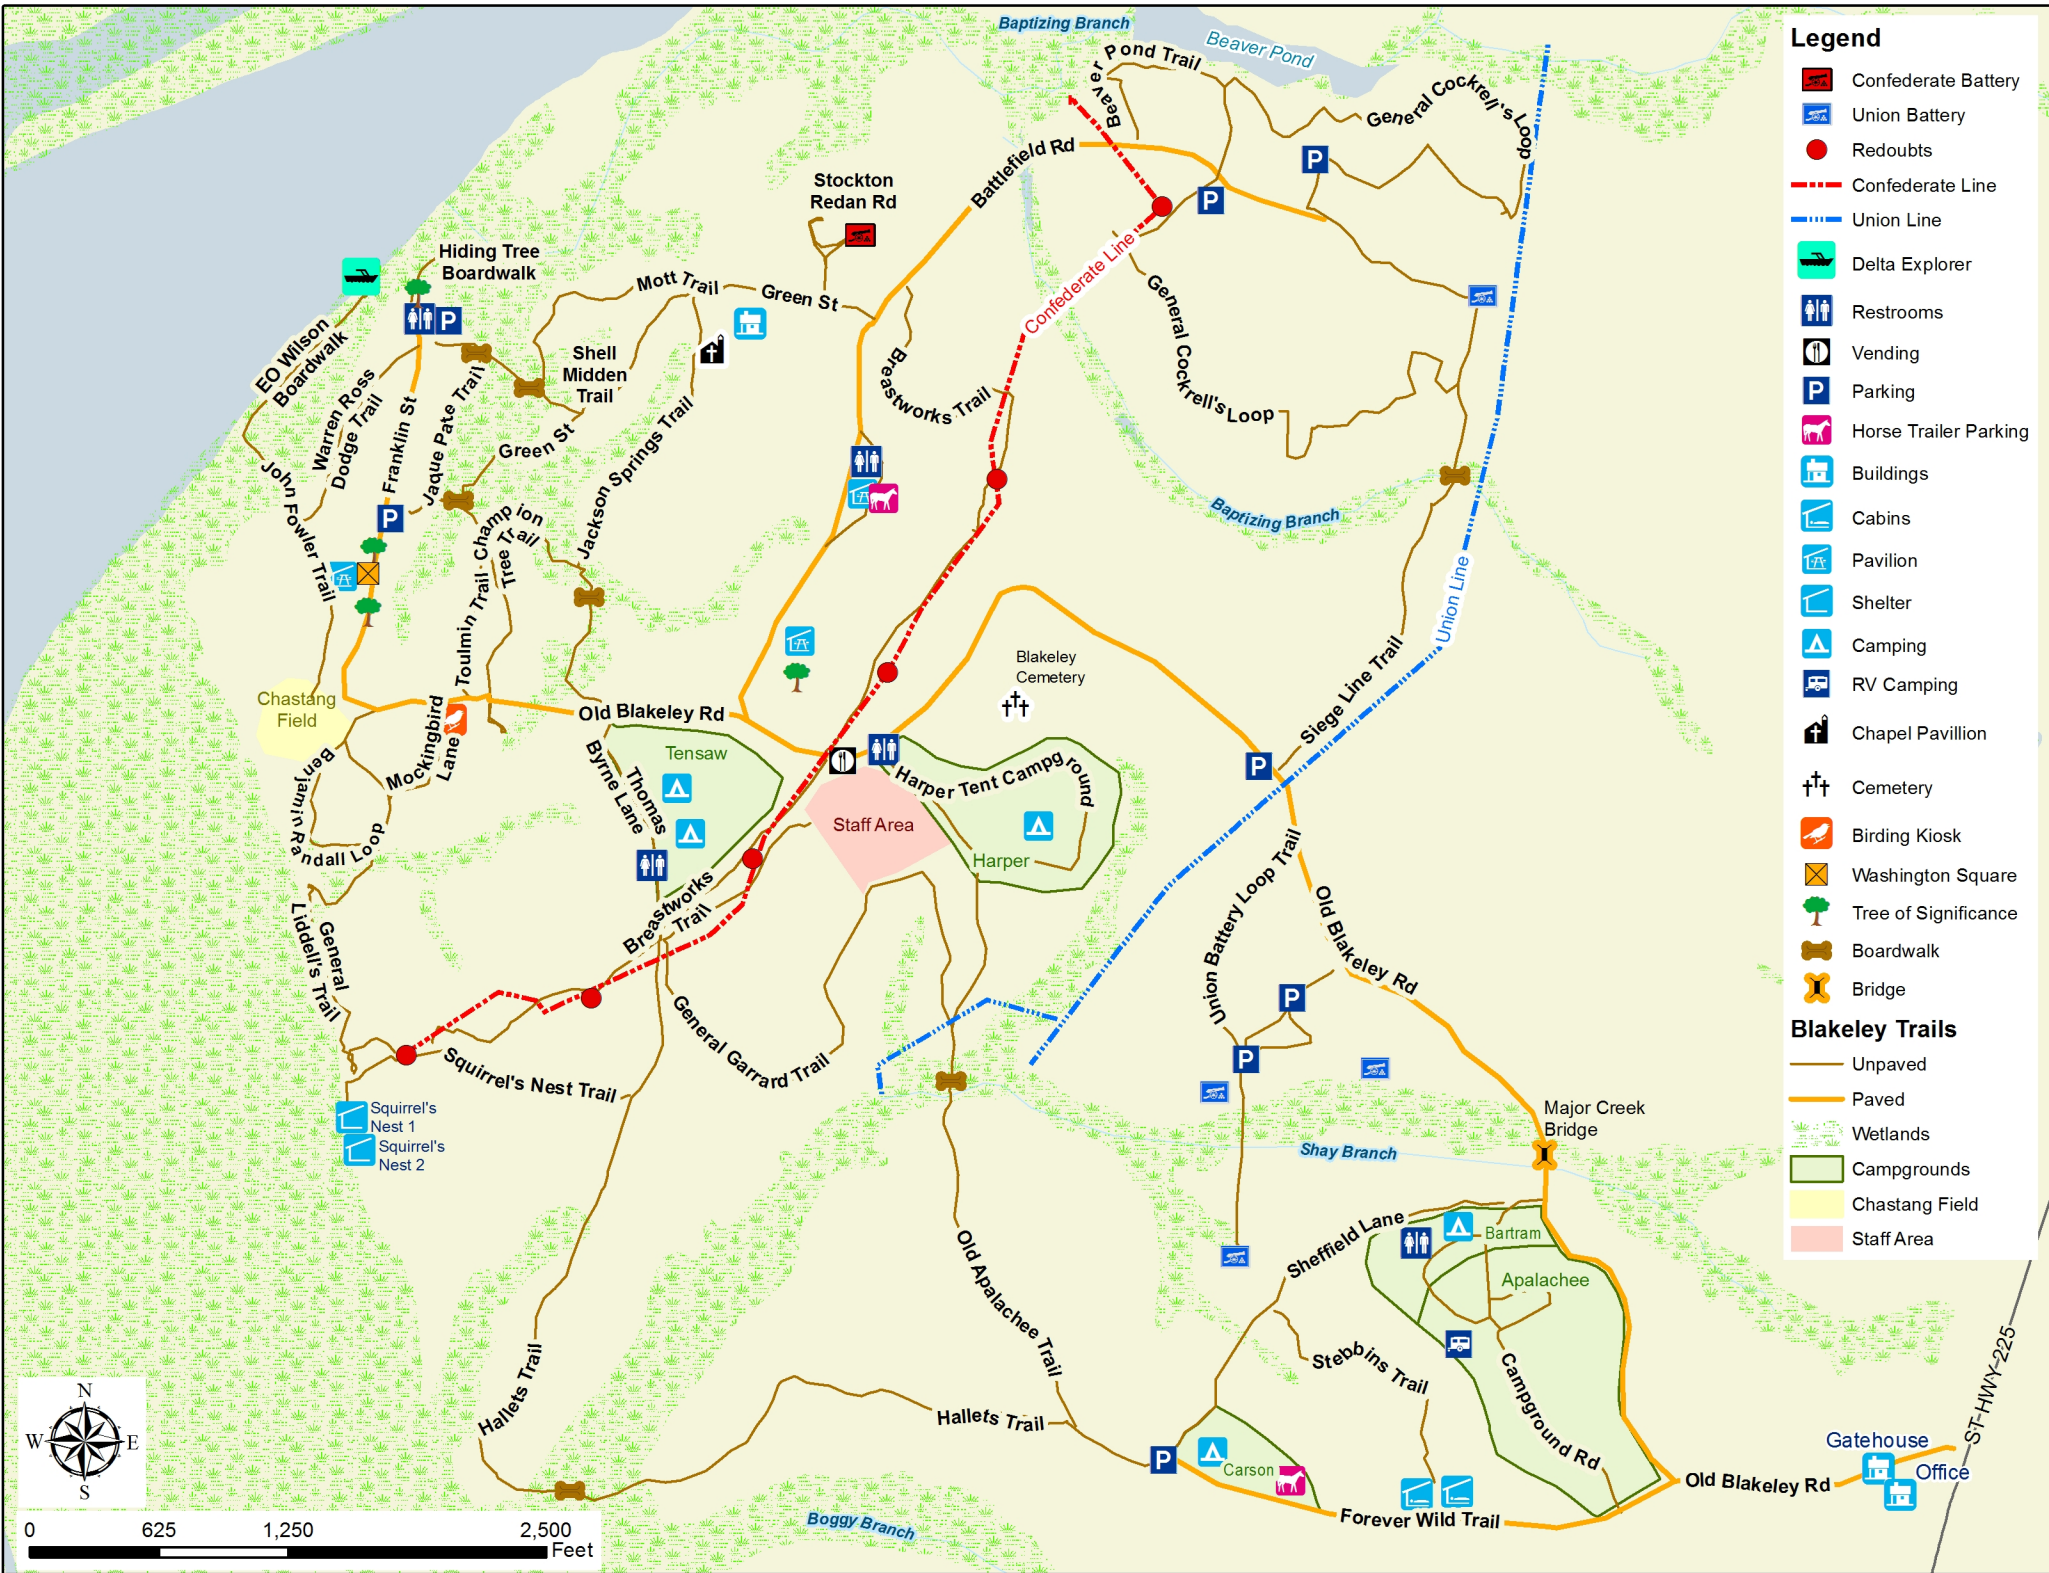 Baptizing Branch
Beaver Pond Trail
Beaver Pond
General Cockrell's Loop
Battlefield Rd
Stockton
Redan Rd
Hiding Tree
Boardwalk
Mott Trail
Green St
Confederate Line
General Cockrell's Loop
EO Wilson
Boardwalk
Shell
Midden
Trail
Warren Ross
Dodge Trail
Franklin St
Jaque Pate Trail
Green St
Jackson Springs Trail
Breastworks Trail
John Fowler Trail
Champion
Tree Trail
Toulmin Trail
Baptizing Branch
Union Line
Siege Line Trail
Blakeley
Cemetery
Chastang
Field
Old Blakeley Rd
Mockingbird
Lane
Benjamin Randall Loop
Thomas
Byrne Lane
Tensaw
Harper Tent Campground
Staff Area
Harper
Breastworks
Trail
General
Liddell's Trail
Union Battery Loop Trail
Old Blakeley Rd
General Garrard Trail
Squirrel's Nest Trail
Squirrel's
Nest 1
Squirrel's
Nest 2
Major Creek
Bridge
Shay Branch
Old Apalachee Trail
Sheffield Lane
Bartram
Apalachee
Stebbins Trail
Campground Rd
Hallets Trail
Hallets Trail
Carson
Forever Wild Trail
Old Blakeley Rd
Gatehouse
Office
ST-HWY-225
Boggy Branch
N
W
E
S
0
625
1,250
2,500
Feet
Legend
Confederate Battery
Union Battery
Redoubts
Confederate Line
Union Line
Delta Explorer
Restrooms
Vending
P
Parking
Horse Trailer Parking
Buildings
Cabins
Pavilion
Shelter
Camping
RV Camping
Chapel Pavillion
Cemetery
Birding Kiosk
Washington Square
Tree of Significance
Boardwalk
Bridge
Blakeley Trails
Unpaved
Paved
Wetlands
Campgrounds
Chastang Field
Staff Area
P
P
P
P
P
P
P
P